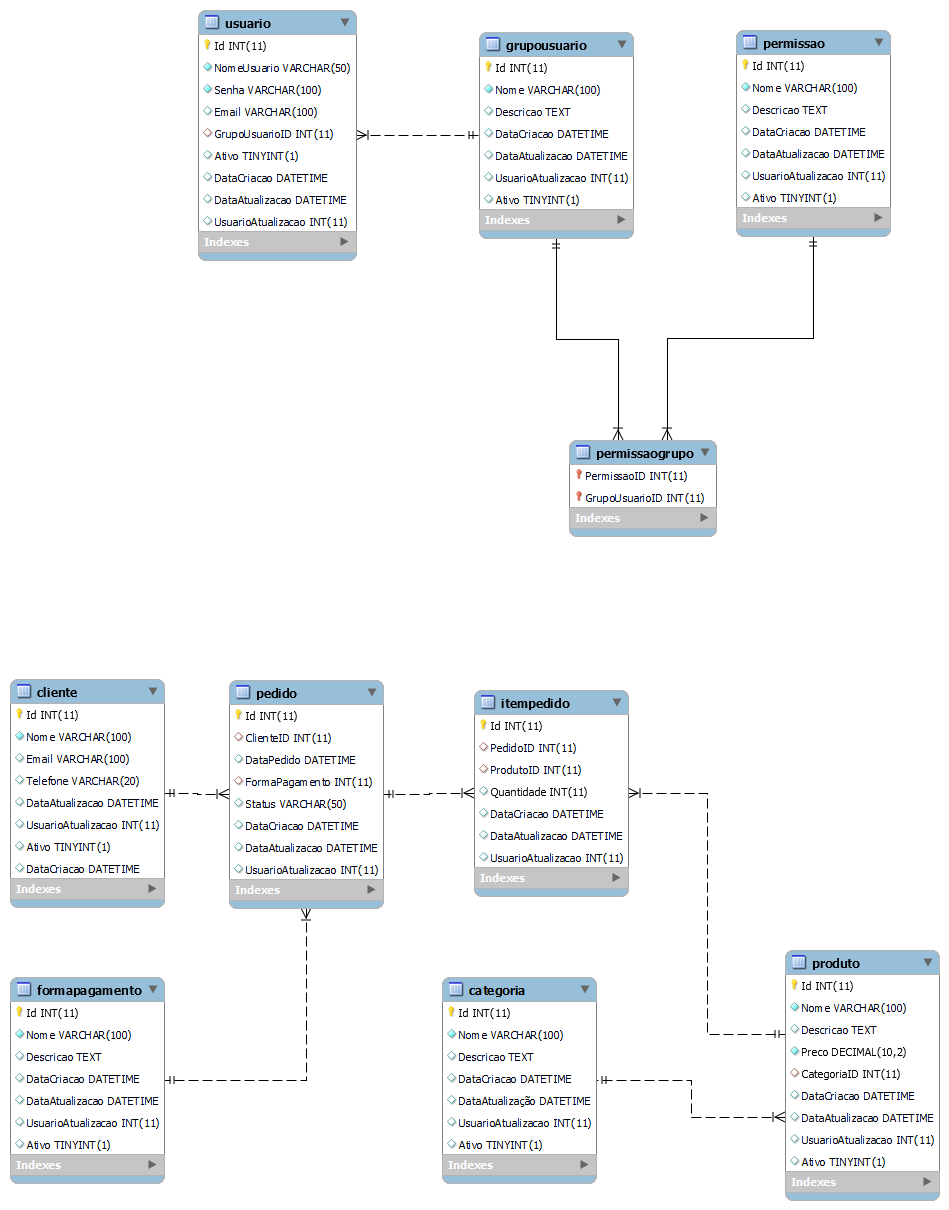 usuario
Id INT(11)
NomeUsuario VARCHAR(50)
Senha VARCHAR(100)
Email VARCHAR(100)
GrupoUsuarioID INT(11)
Ativo TINYINT(1)
DataCriacao DATETIME
DataAtualizacao DATETIME
UsuarioAtualizacao INT(11)
Indexes
grupousuario
Id INT(11)
Nome VARCHAR(100)
Descricao TEXT
DataCriacao DATETIME
DataAtualizacao DATETIME
UsuarioAtualizacao INT(11)
Ativo TINYINT(1)
Indexes
permissao
Id INT(11)
Nome VARCHAR(100)
Descricao TEXT
DataCriacao DATETIME
DataAtualizacao DATETIME
UsuarioAtualizacao INT(11)
Ativo TINYINT(1)
Indexes
permissaogrupo
PermissaoID INT(11)
GrupoUsuarioID INT(11)
Indexes
cliente
Id INT(11)
Nome VARCHAR(100)
Email VARCHAR(100)
Telefone VARCHAR(20)
DataAtualizacao DATETIME
UsuarioAtualizacao INT(11)
Ativo TINYINT(1)
DataCriacao DATETIME
Indexes
pedido
Id INT(11)
ClienteID INT(11)
DataPedido DATETIME
FormaPagamento INT(11)
Status VARCHAR(50)
DataCriacao DATETIME
DataAtualizacao DATETIME
UsuarioAtualizacao INT(11)
Indexes
itempedido
Id INT(11)
PedidoID INT(11)
ProdutoID INT(11)
Quantidade INT(11)
DataCriacao DATETIME
DataAtualizacao DATETIME
UsuarioAtualizacao INT(11)
Indexes
formapagamento
Id INT(11)
Nome VARCHAR(100)
Descricao TEXT
DataCriacao DATETIME
DataAtualizacao DATETIME
UsuarioAtualizacao INT(11)
Ativo TINYINT(1)
Indexes
categoria
Id INT(11)
Nome VARCHAR(100)
Descricao TEXT
DataCriacao DATETIME
DataAtualização DATETIME
UsuarioAtualizacao INT(11)
Ativo TINYINT(1)
Indexes
produto
Id INT(11)
Nome VARCHAR(100)
Descricao TEXT
Preco DECIMAL(10,2)
CategoriaID INT(11)
DataCriacao DATETIME
DataAtualizacao DATETIME
UsuarioAtualizacao INT(11)
Ativo TINYINT(1)
Indexes